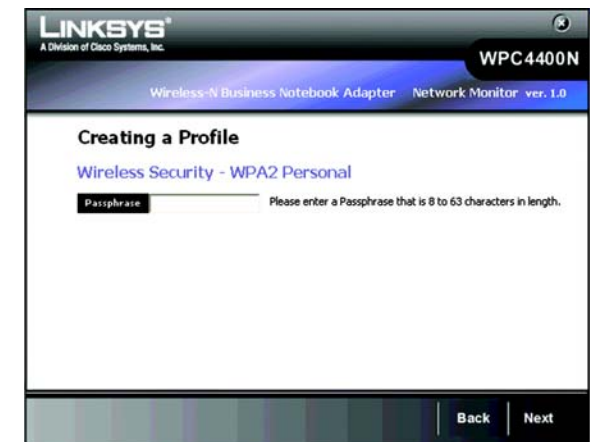 LINKSYS®
A Division of Cisco Systems, Inc.
WPC4400N
Wireless-N Business Notebook Adapter Network Monitor ver. 1.0
Creating a Profile
Wireless Security - WPA2 Personal
Passphrase Please enter a Passphrase that is 8 to 63 characters in length.
Back Next